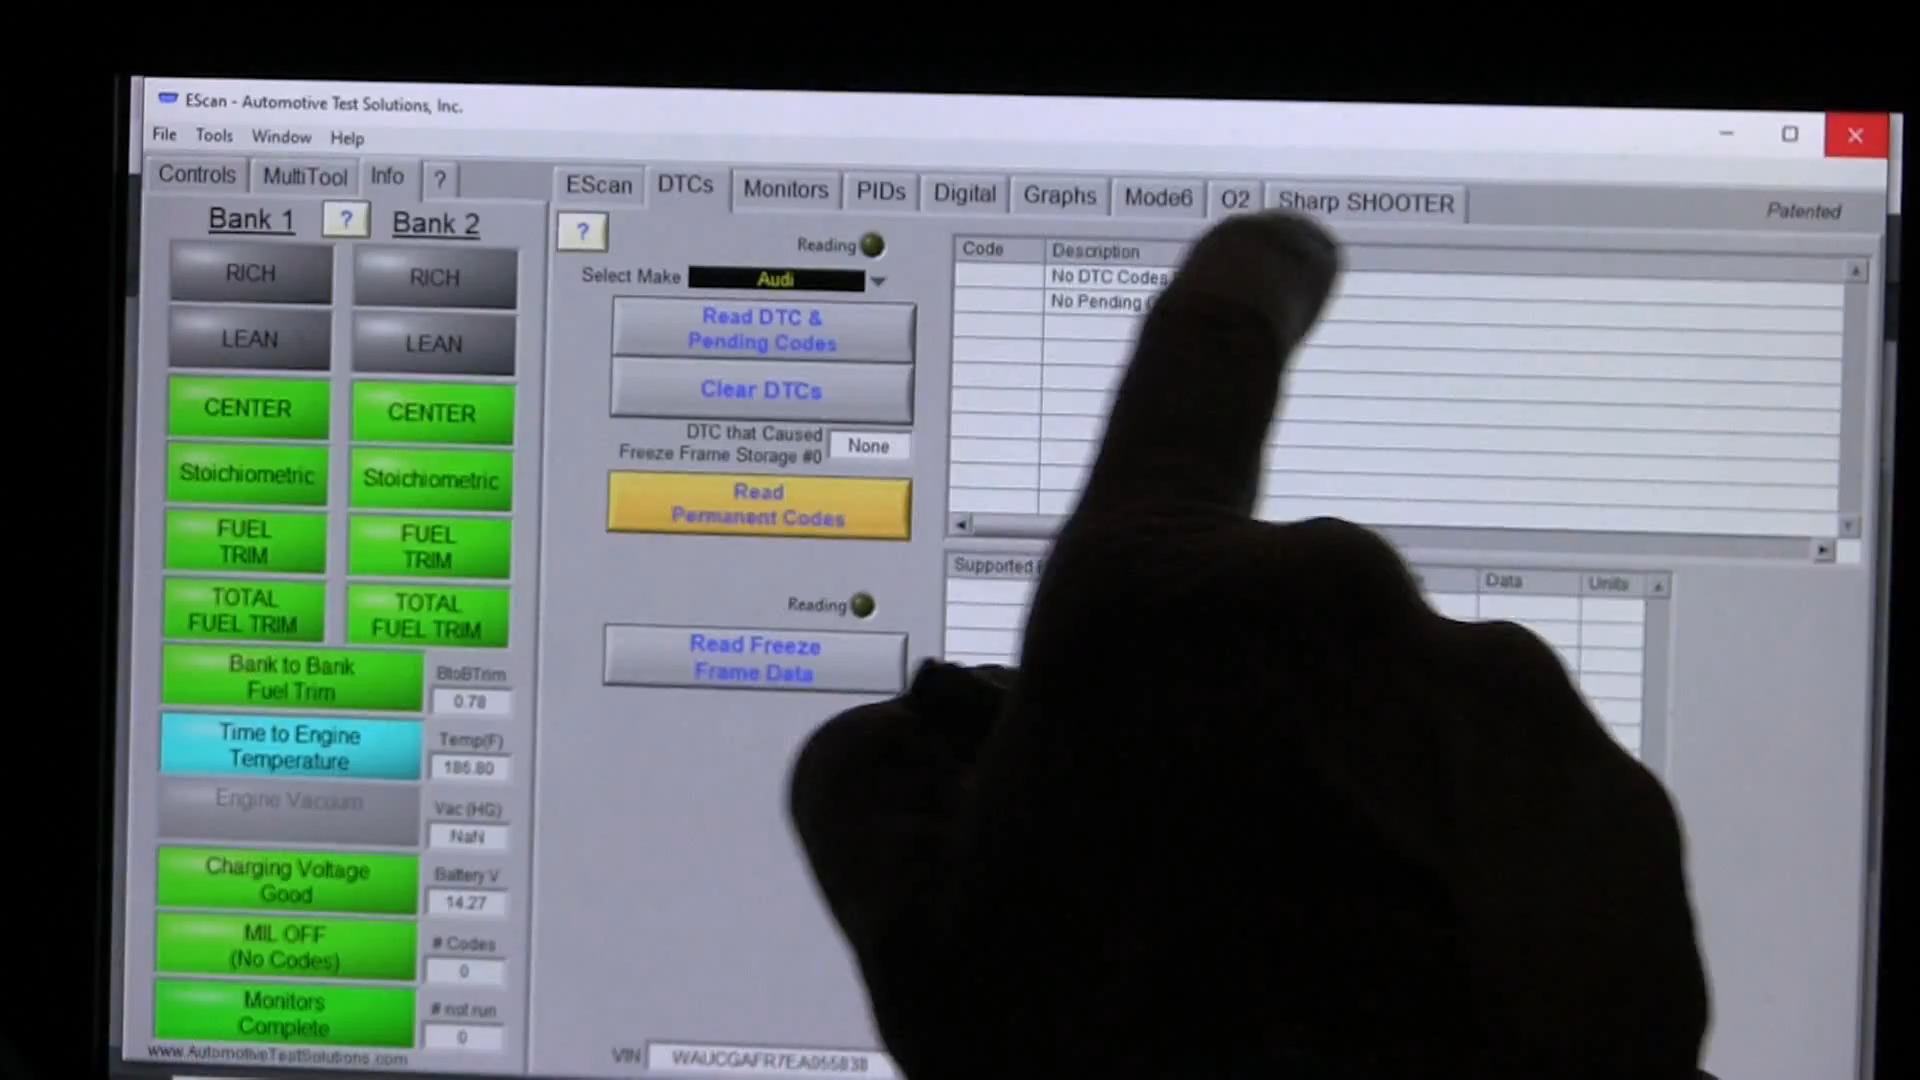 EScan - Automotive Test Solutions, Inc.
File Tools Window Help
Controls MultiTool Info ?
EScan DTCs Monitors PIDs Digital Graphs Mode6 O2 Sharp SHOOTER
Patented
Bank 1 ? Bank 2
RICH RICH
LEAN LEAN
CENTER CENTER
Stoichiometric Stoichiometric
FUEL TRIM FUEL TRIM
TOTAL FUEL TRIM TOTAL FUEL TRIM
Bank to Bank Fuel Trim
BtoBTrim
0.78
Time to Engine Temperature
Temp(F)
186.80
Engine Vacuum
Vac (HG)
NaN
Charging Voltage Good
Battery V
14.27
MIL OFF (No Codes)
# Codes
0
Monitors Complete
# not run
0
www.AutomotiveTestSolutions.com
?
Reading
Select Make Audi
Read DTC & Pending Codes
Clear DTCs
DTC that Caused Freeze Frame Storage #0 None
Read Permanent Codes
Reading
Read Freeze Frame Data
VIN WAUCGAFR7EA055838
Code Description
No DTC Codes
No Pending
Supported
Data Units